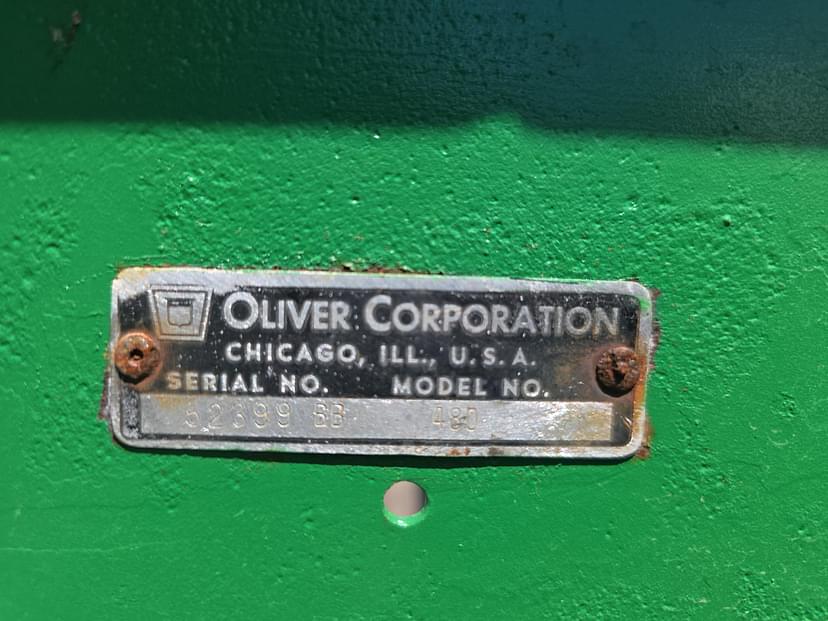 OLIVER CORPORATION
CHICAGO, ILL., U.S.A.
SERIAL NO. MODEL NO.
52399 BB 480